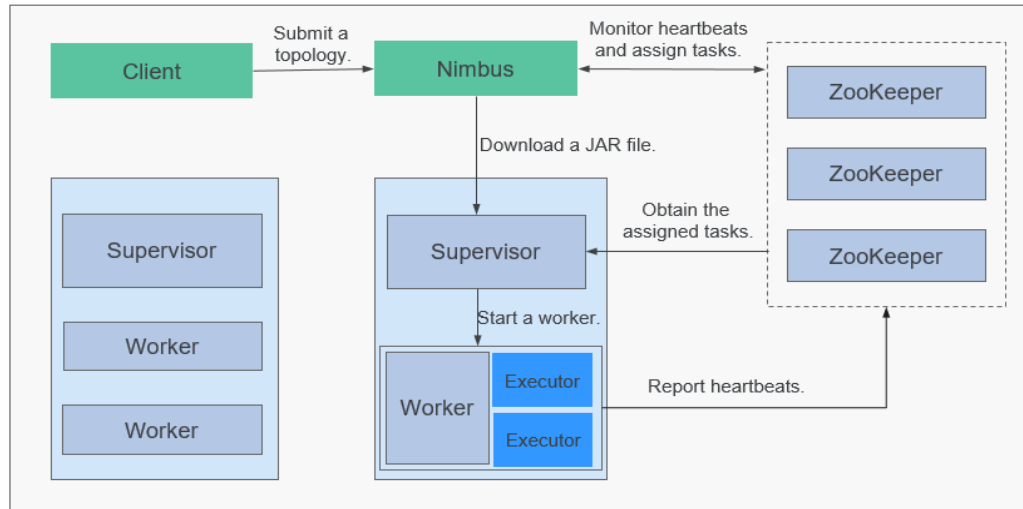 Client
Submit a
topology.
Nimbus
Monitor heartbeats
and assign tasks.
ZooKeeper
ZooKeeper
ZooKeeper
Download a JAR file.
Supervisor
Worker
Worker
Supervisor
Obtain the
assigned tasks.
Start a worker.
Worker
Executor
Executor
Report heartbeats.